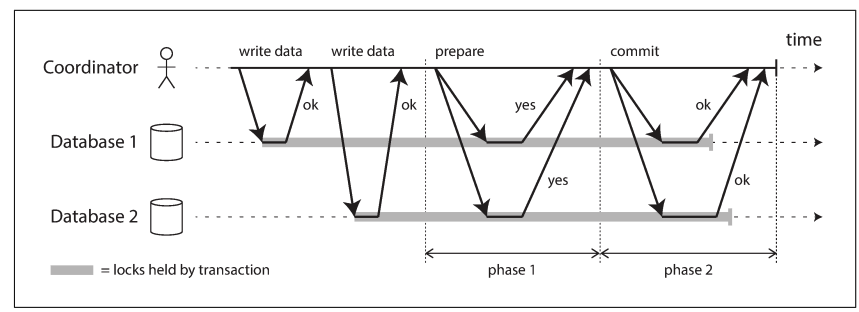 time
write data write data prepare commit
Coordinator
ok ok yes ok
Database 1
yes ok
Database 2
= locks held by transaction
phase 1 phase 2